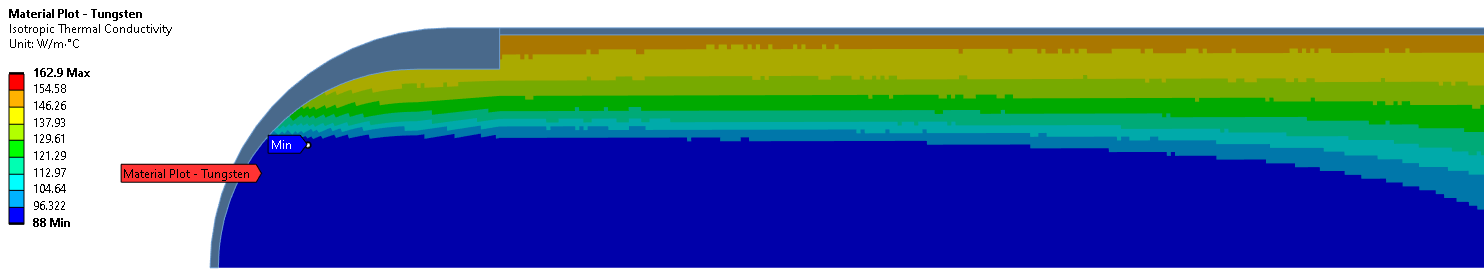 Material Plot - Tungsten
Isotropic Thermal Conductivity
Unit: W/m·°C
162.9 Max
154.58
146.26
137.93
129.61
121.29
112.97
104.64
96.322
88 Min
Min
Material Plot - Tungsten